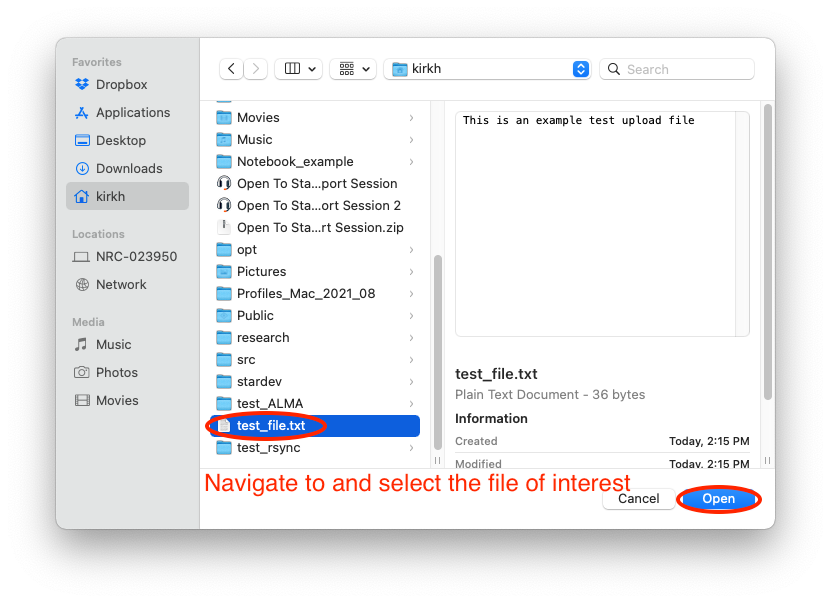 Favorites
Dropbox
Applications
Desktop
Downloads
kirkh
Locations
NRC-023950
Network
Media
Music
Photos
Movies
kirkh
Search
Movies
Music
Notebook_example
Open To Sta...port Session
Open To Sta...ort Session 2
Open To Sta...rt Session.zip
opt
Pictures
Profiles_Mac_2021_08
Public
research
src
stardev
test_ALMA
test_file.txt
test_rsync
This is an example test upload file
test_file.txt
Plain Text Document - 36 bytes
Information
Created Today, 2:15 PM
Modified Today, 2:15 PM
Navigate to and select the file of interest
Cancel
Open